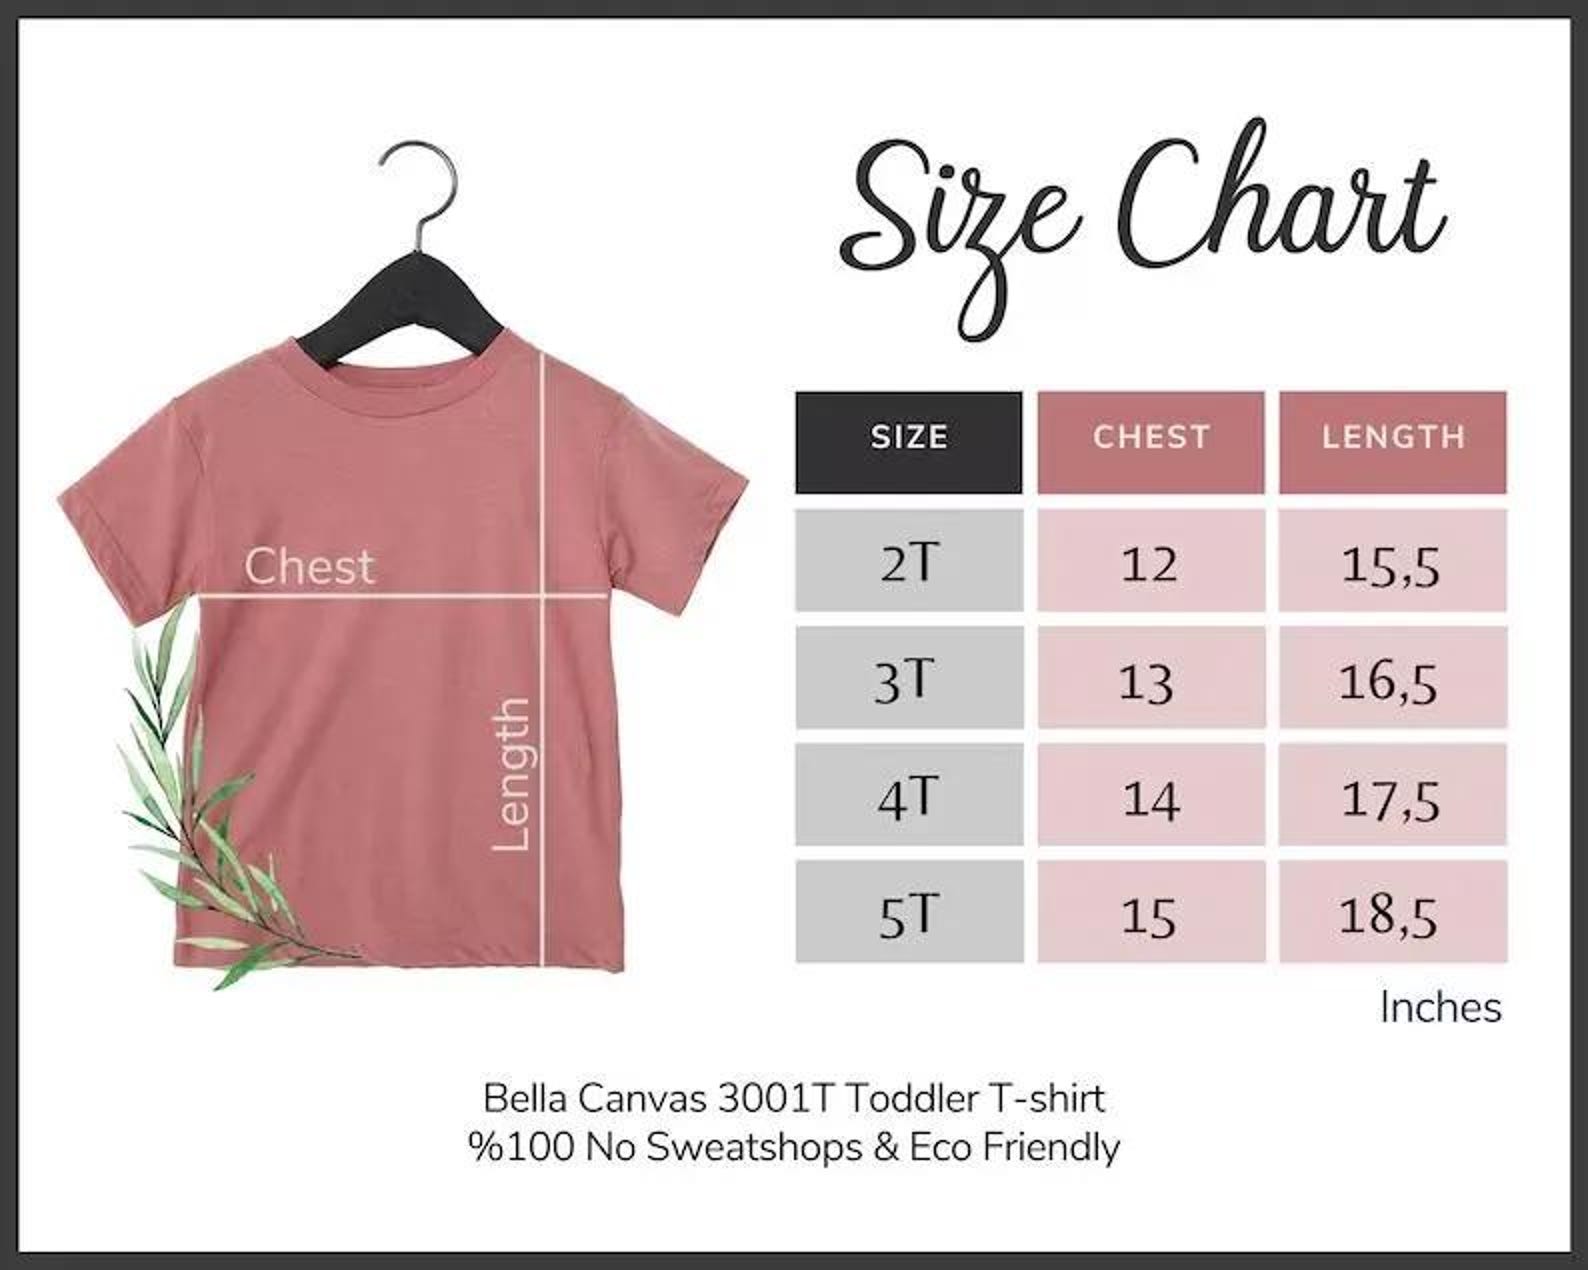 Size Chart
SIZE CHEST LENGTH
2T 12 15,5
3T 13 16,5
4T 14 17,5
5T 15 18,5
Inches
Chest
Length
Bella Canvas 3001T Toddler T-shirt
%100 No Sweatshops & Eco Friendly